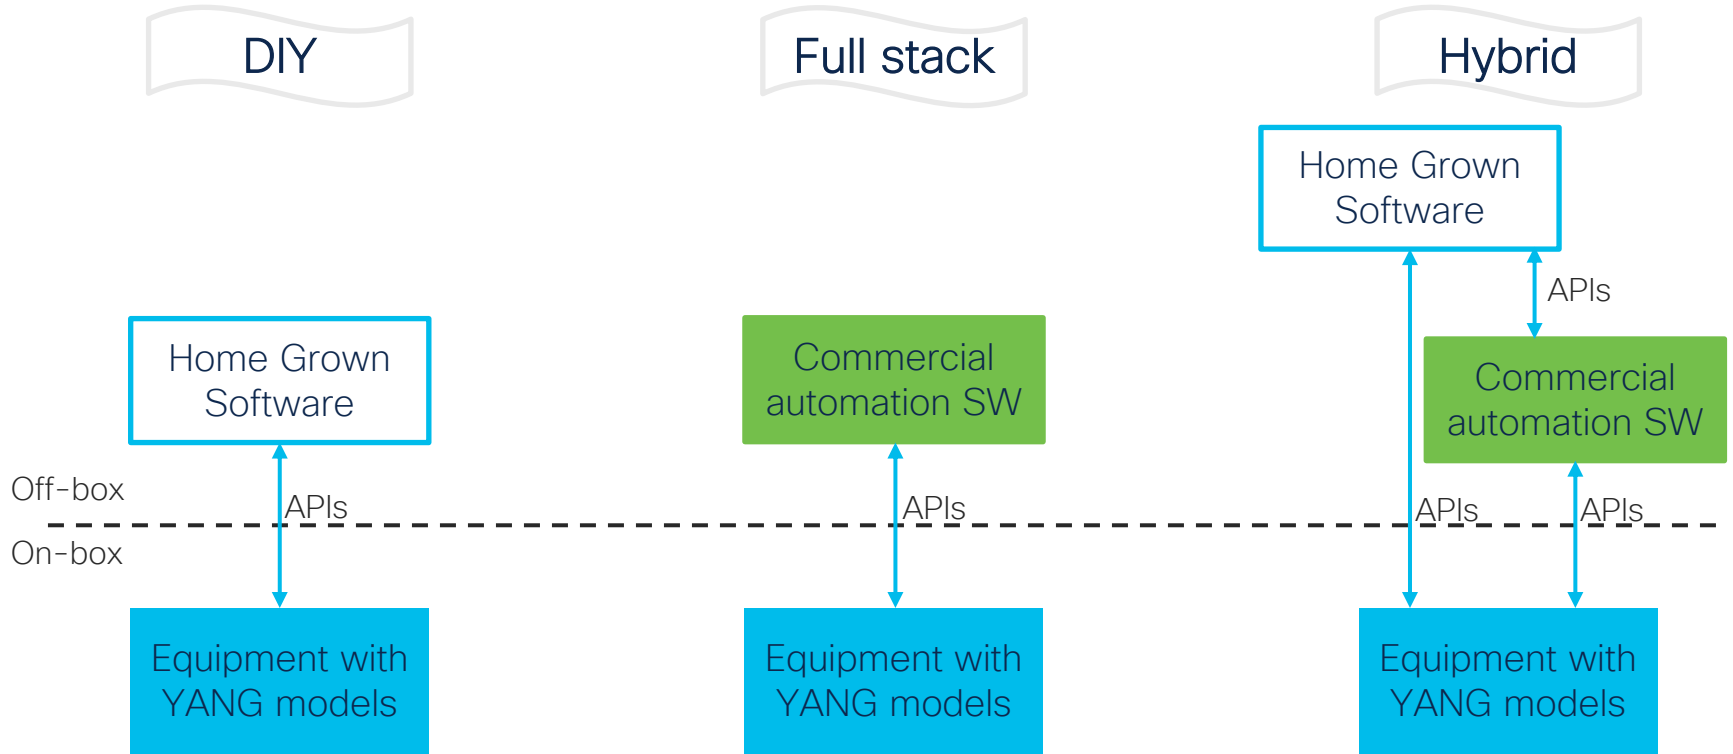 DIY
Full stack
Hybrid
Home Grown
Software
APIs
Home Grown
Software
Commercial
automation SW
Commercial
automation SW
Off-box
APIs
APIs
APIs
APIs
On-box
Equipment with
YANG models
Equipment with
YANG models
Equipment with
YANG models